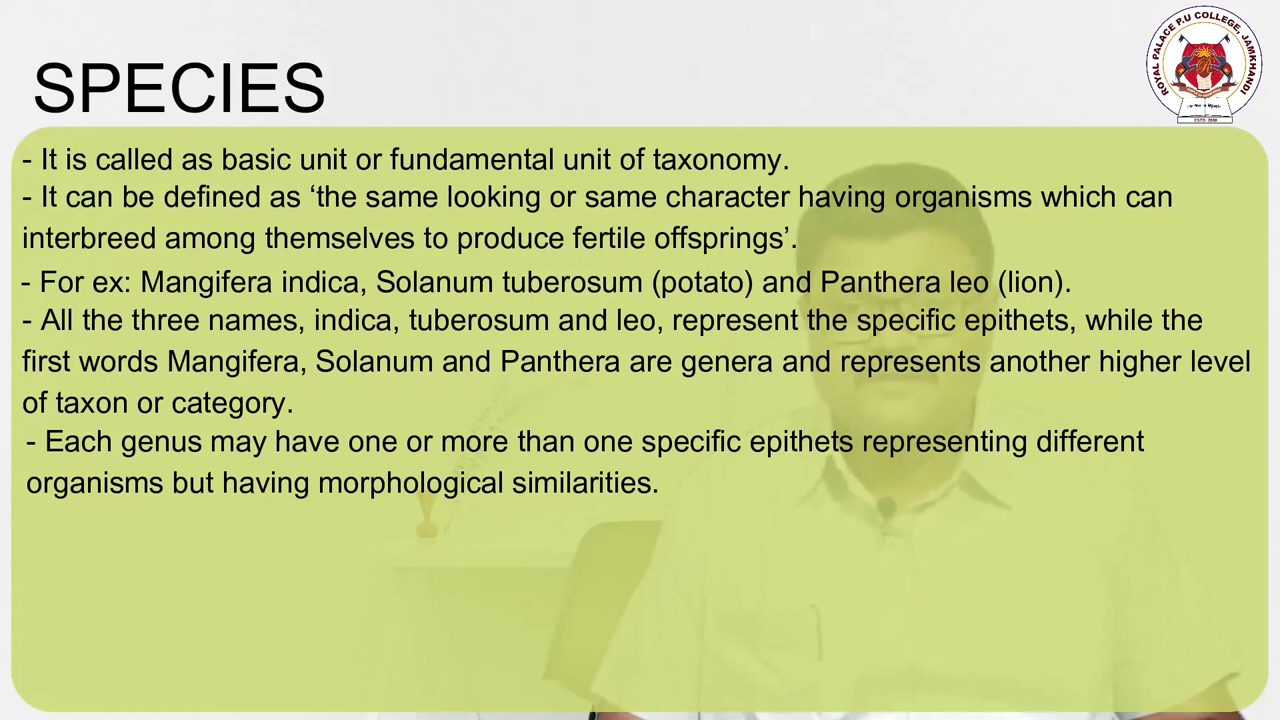 ROYAL PALACE P.U COLLEGE, JAMKHANDI
ESTD: 2008
SPECIES
- It is called as basic unit or fundamental unit of taxonomy.
- It can be defined as ‘the same looking or same character having organisms which can
interbreed among themselves to produce fertile offsprings’.
- For ex: Mangifera indica, Solanum tuberosum (potato) and Panthera leo (lion).
- All the three names, indica, tuberosum and leo, represent the specific epithets, while the
first words Mangifera, Solanum and Panthera are genera and represents another higher level
of taxon or category.
- Each genus may have one or more than one specific epithets representing different
organisms but having morphological similarities.